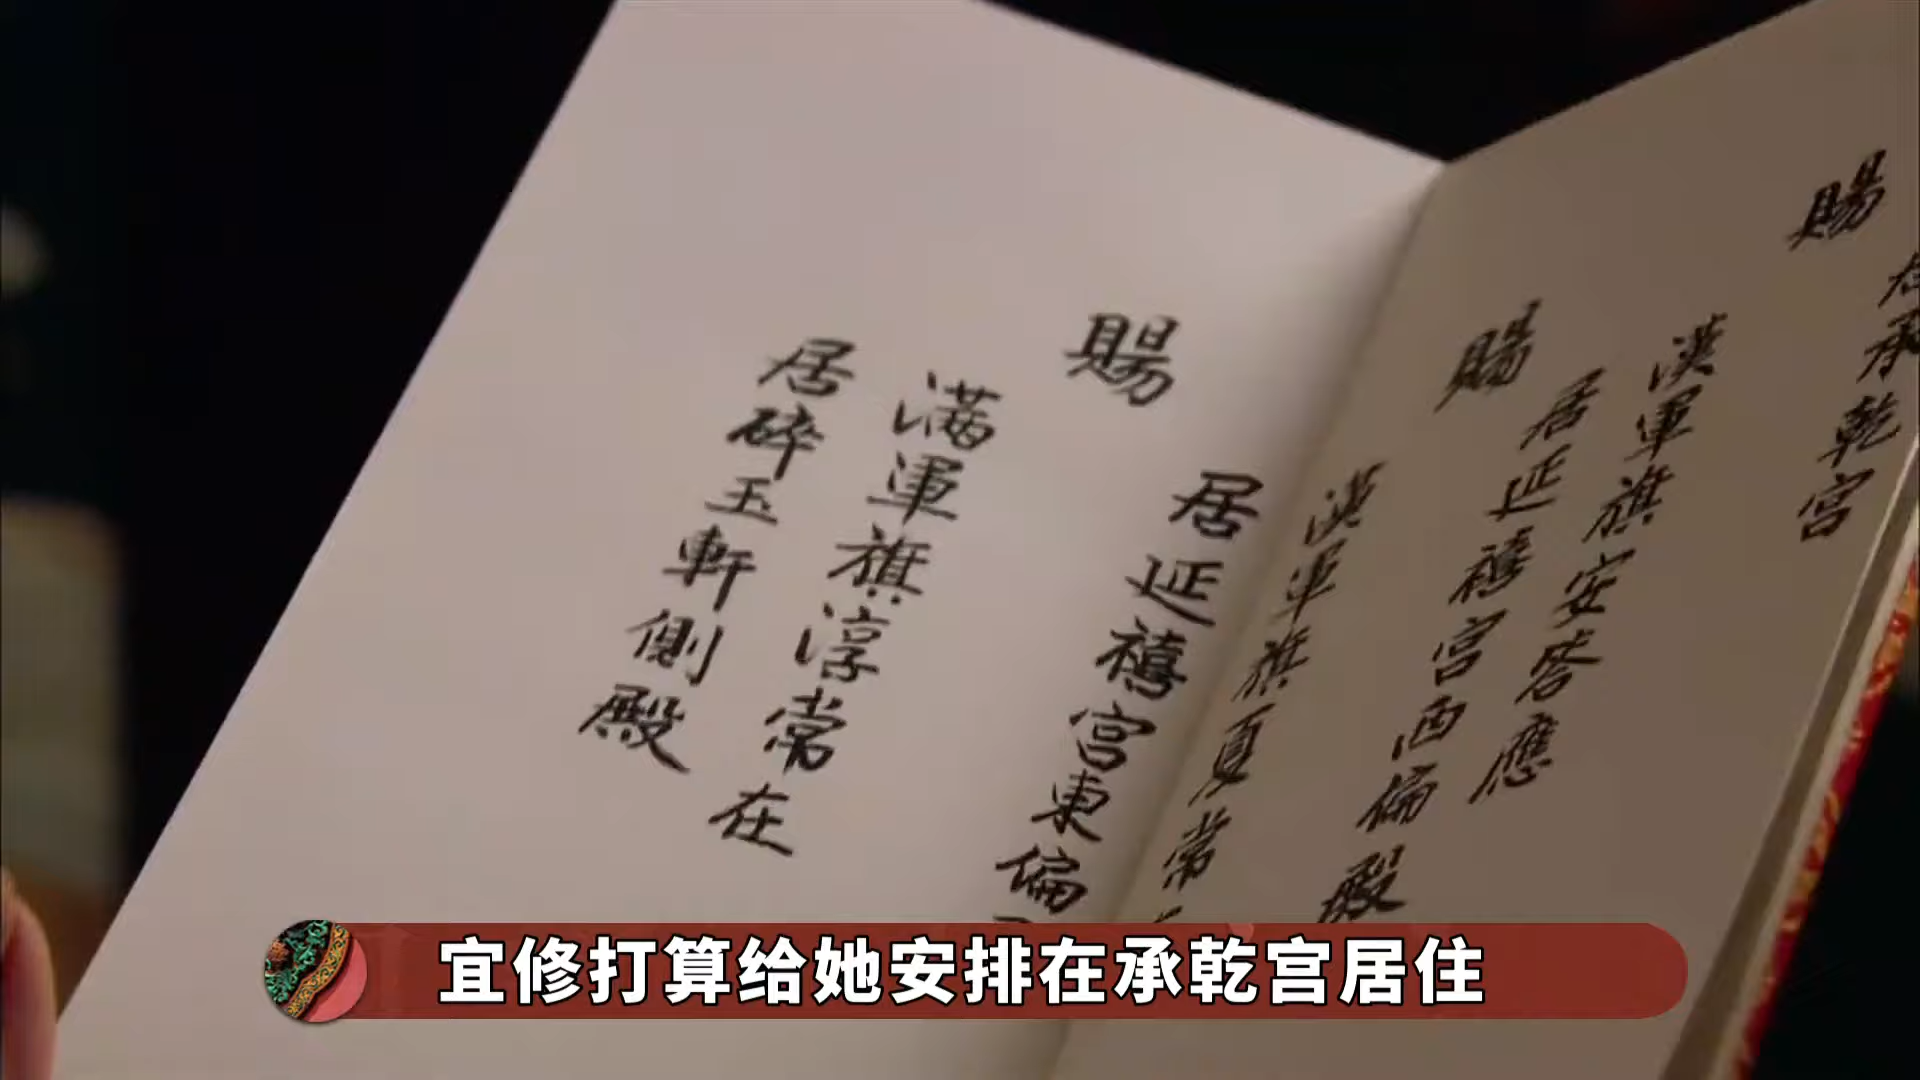 居承乾宮
賜
漢軍旗安答應
居延禧宮西偏殿
賜
漢軍旗夏常
居延禧宮東偏
賜
满軍旗淳常在
居碎玉軒側殿
宜修打算给她安排在承乾宫居住